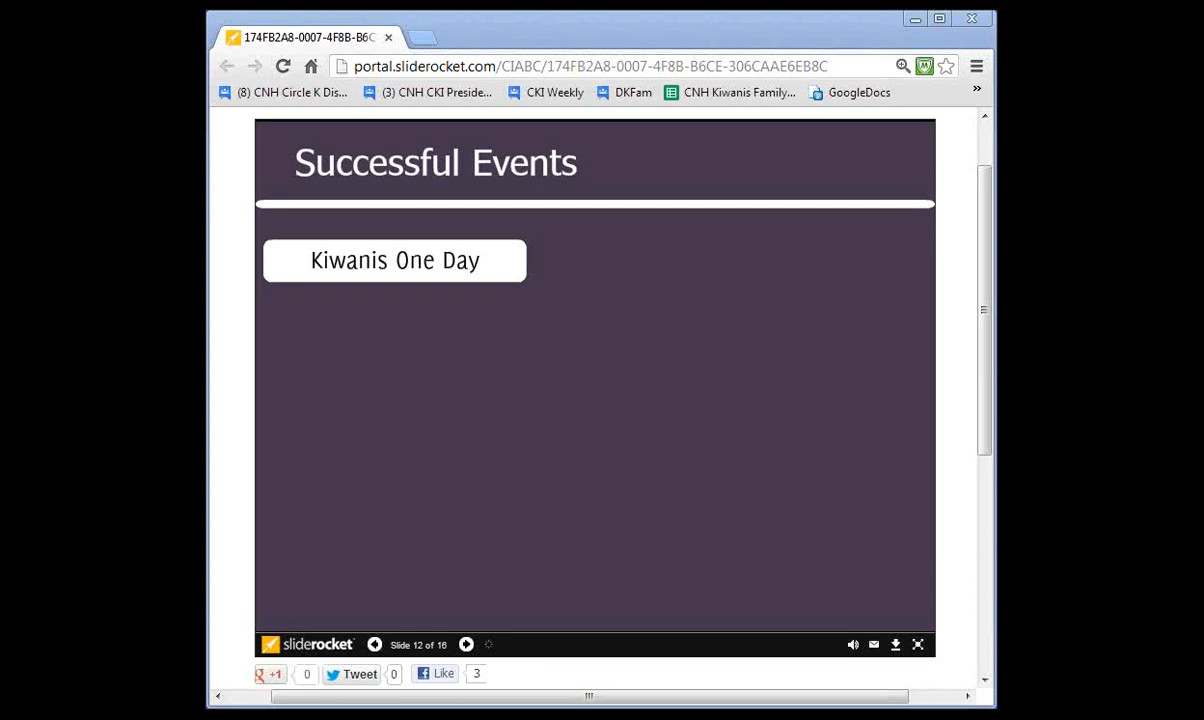 174FB2A8-0007-4F8B-B6C
portal.sliderocket.com/CIABC/174FB2A8-0007-4F8B-B6CE-306CAAE6EB8C
(8) CNH Circle K Dis... (3) CNH CKI Preside... CKI Weekly DKFam CNH Kiwanis Family... GoogleDocs »
Successful Events
Kiwanis One Day
sliderocket Slide 12 of 16
g +1 0 Tweet 0 Like 3